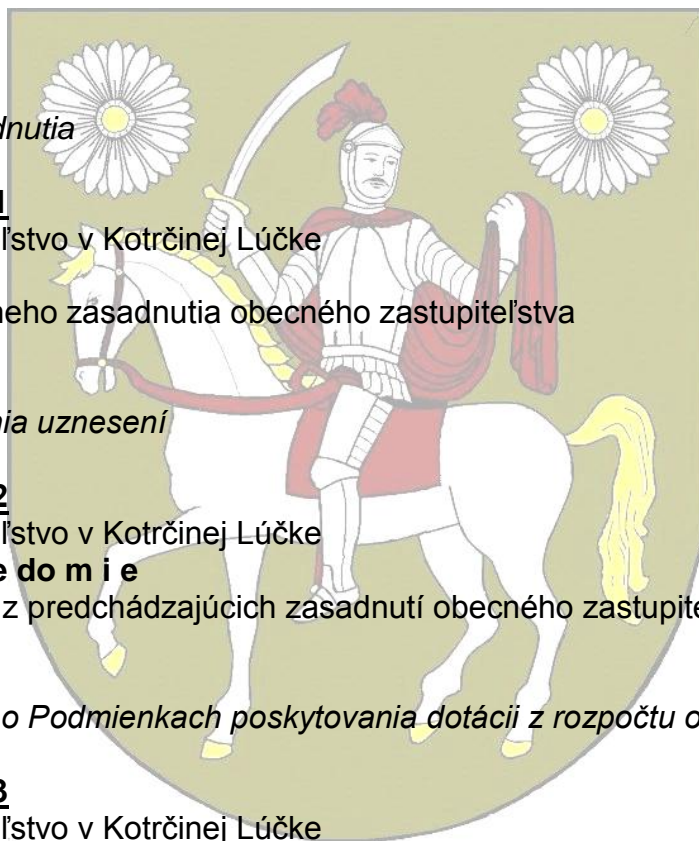 dnutia
1
ľstvo v Kotrčinej Lúčke
neho zasadnutia obecného zastupiteľstva
nia uznesení
2
ľstvo v Kotrčinej Lúčke
e do m i e
z predchádzajúcich zasadnutí obecného zastupite
o Podmienkach poskytovania dotácii z rozpočtu o
3
ľstvo v Kotrčinej Lúčke